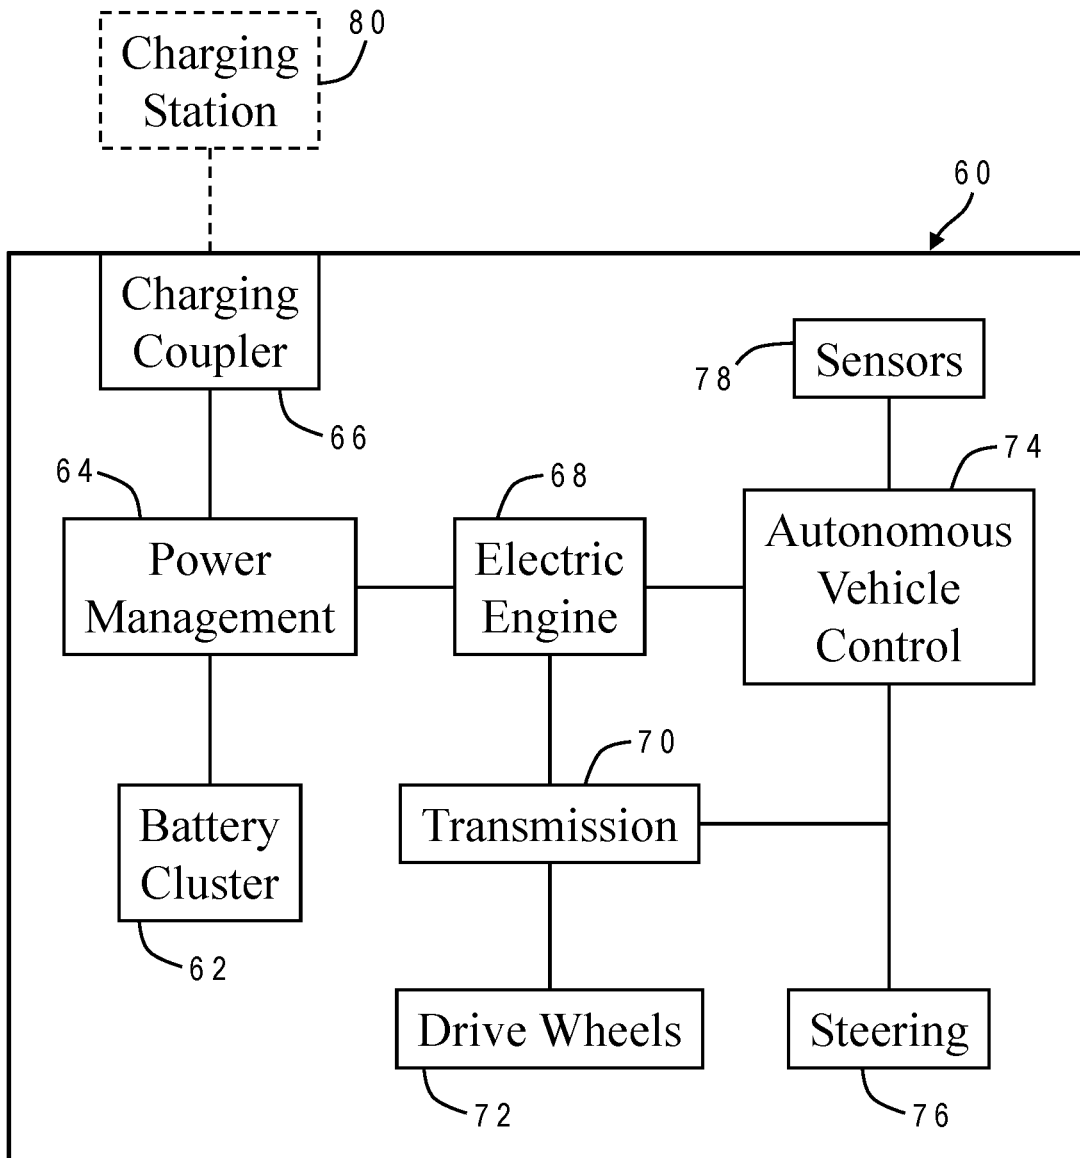 80
Charging
Station
60
Charging
Coupler
66
78
Sensors
64
68
74
Power
Management
Electric
Engine
Autonomous
Vehicle
Control
70
Battery
Cluster
62
Transmission
Drive Wheels
72
Steering
76